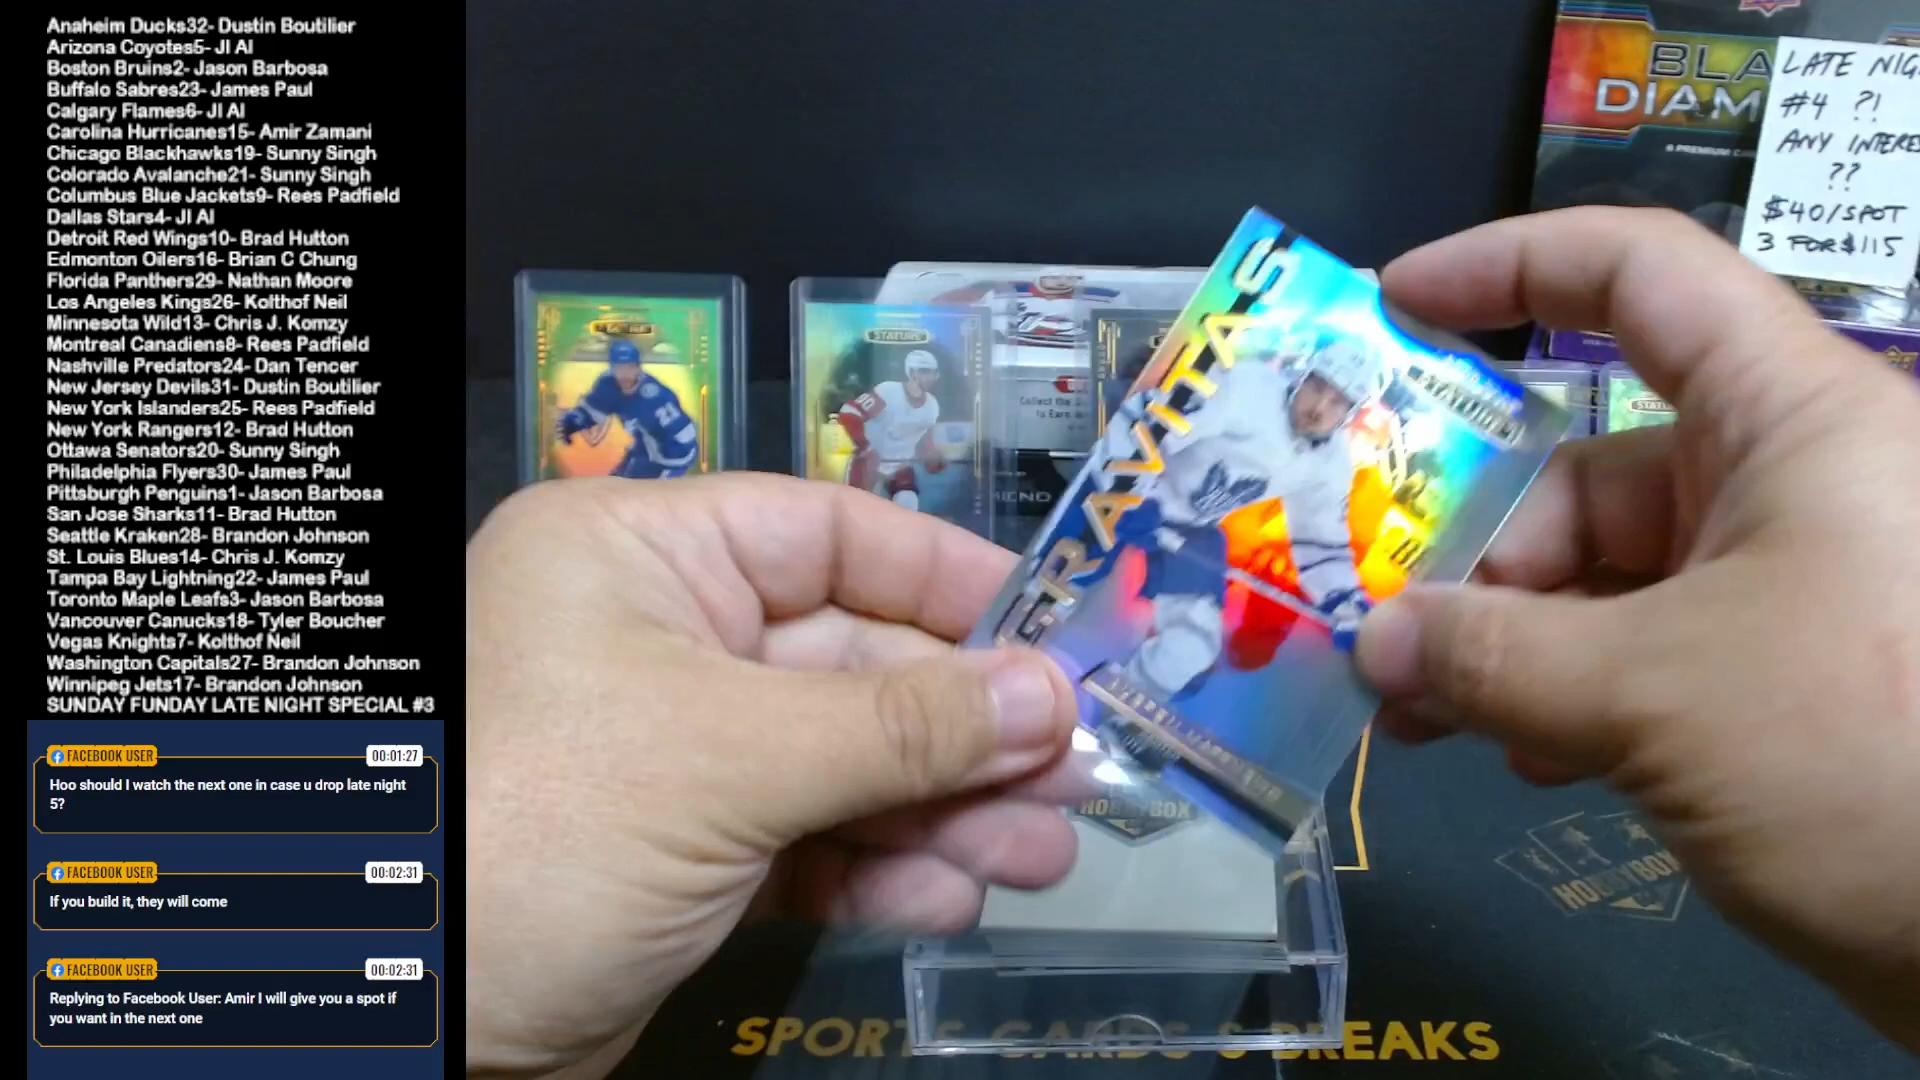 Anaheim Ducks32- Dustin Boutilier
Arizona Coyotes5- JI AI
Boston Bruins2- Jason Barbosa
Buffalo Sabres23- James Paul
Calgary Flames6- JI AI
Carolina Hurricanes15- Amir Zamani
Chicago Blackhawks19- Sunny Singh
Colorado Avalanche21- Sunny Singh
Columbus Blue Jackets9- Rees Padfield
Dallas Stars4- JI AI
Detroit Red Wings10- Brad Hutton
Edmonton Oilers16- Brian C Chung
Florida Panthers29- Nathan Moore
Los Angeles Kings26- Kolthof Neil
Minnesota Wild13- Chris J. Komzy
Montreal Canadiens8- Rees Padfield
Nashville Predators24- Dan Tencer
New Jersey Devils31- Dustin Boutilier
New York Islanders25- Rees Padfield
New York Rangers12- Brad Hutton
Ottawa Senators20- Sunny Singh
Philadelphia Flyers30- James Paul
Pittsburgh Penguins1- Jason Barbosa
San Jose Sharks11- Brad Hutton
Seattle Kraken28- Brandon Johnson
St. Louis Blues14- Chris J. Komzy
Tampa Bay Lightning22- James Paul
Toronto Maple Leafs3- Jason Barbosa
Vancouver Canucks18- Tyler Boucher
Vegas Knights7- Kolthof Neil
Washington Capitals27- Brandon Johnson
Winnipeg Jets17- Brandon Johnson
SUNDAY FUNDAY LATE NIGHT SPECIAL #3
FACEBOOK USER 00:01:27
Hoo should I watch the next one in case u drop late night
5?
FACEBOOK USER 00:02:31
If you build it, they will come
FACEBOOK USER 00:02:31
Replying to Facebook User: Amir I will give you a spot if
you want in the next one
BLA
DIAM
LATE NIG
#4 ?!
ANY INTERES
??
$40/SPOT
3 FOR $115
STATURE
GRAVITAS
HOBBY BOX
SPORTS CARDS & BREAKS